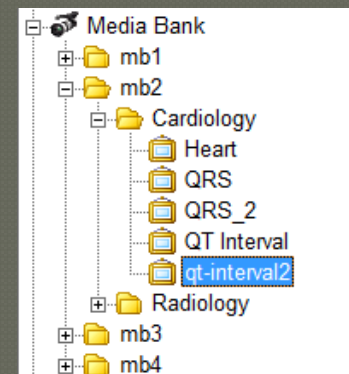 Media Bank
mb1
mb2
Cardiology
Heart
QRS
QRS_2
QT Interval
qt-interval2
Radiology
mb3
mb4